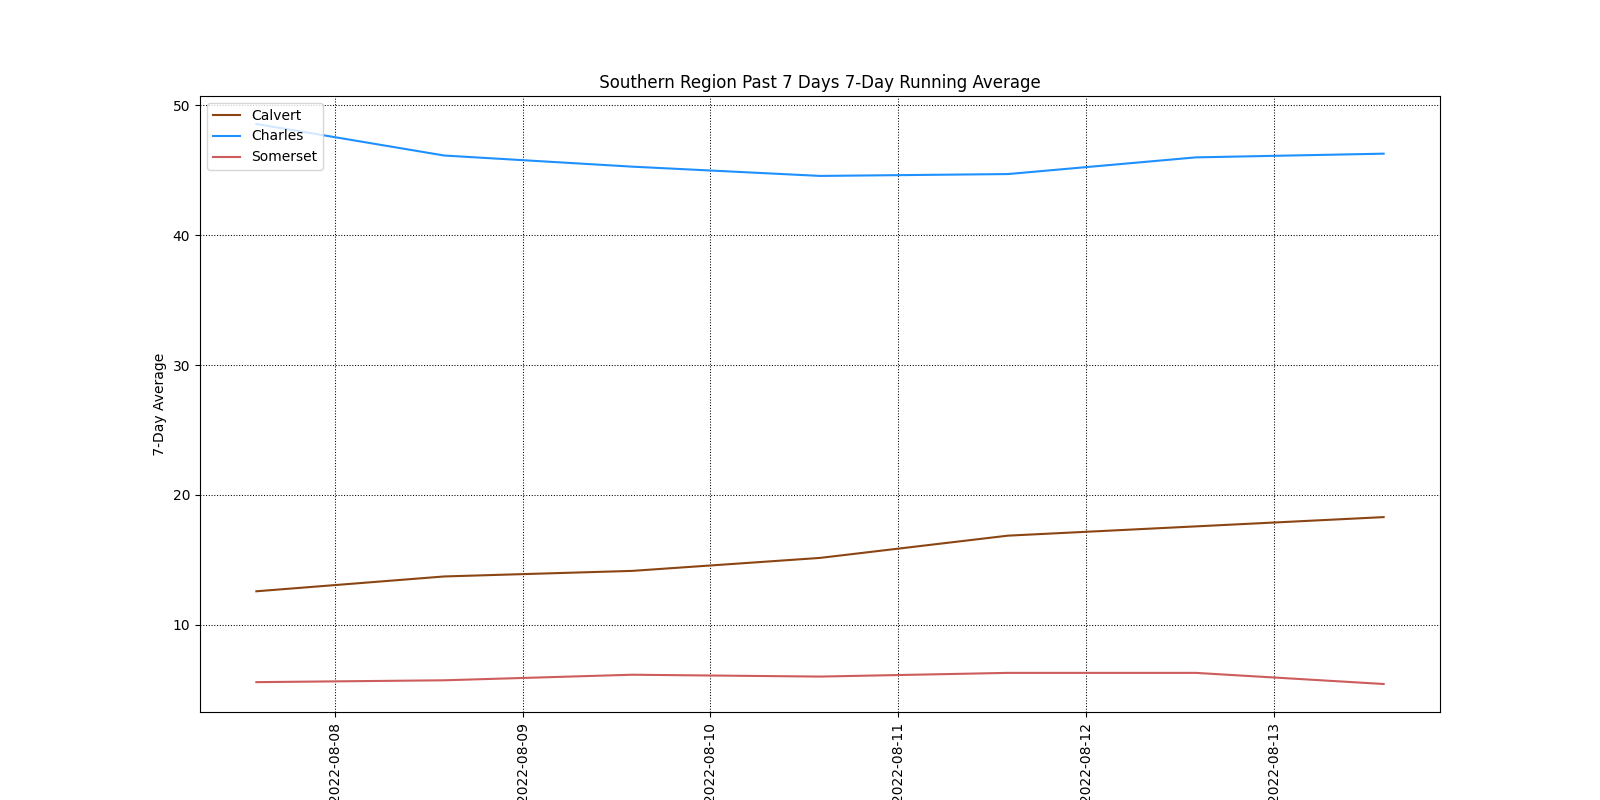 Southern Region Past 7 Days 7-Day Running Average
Calvert
Charles
Somerset
7-Day Average
50
40
30
20
10
2022-08-08
2022-08-09
2022-08-10
2022-08-11
2022-08-12
2022-08-13